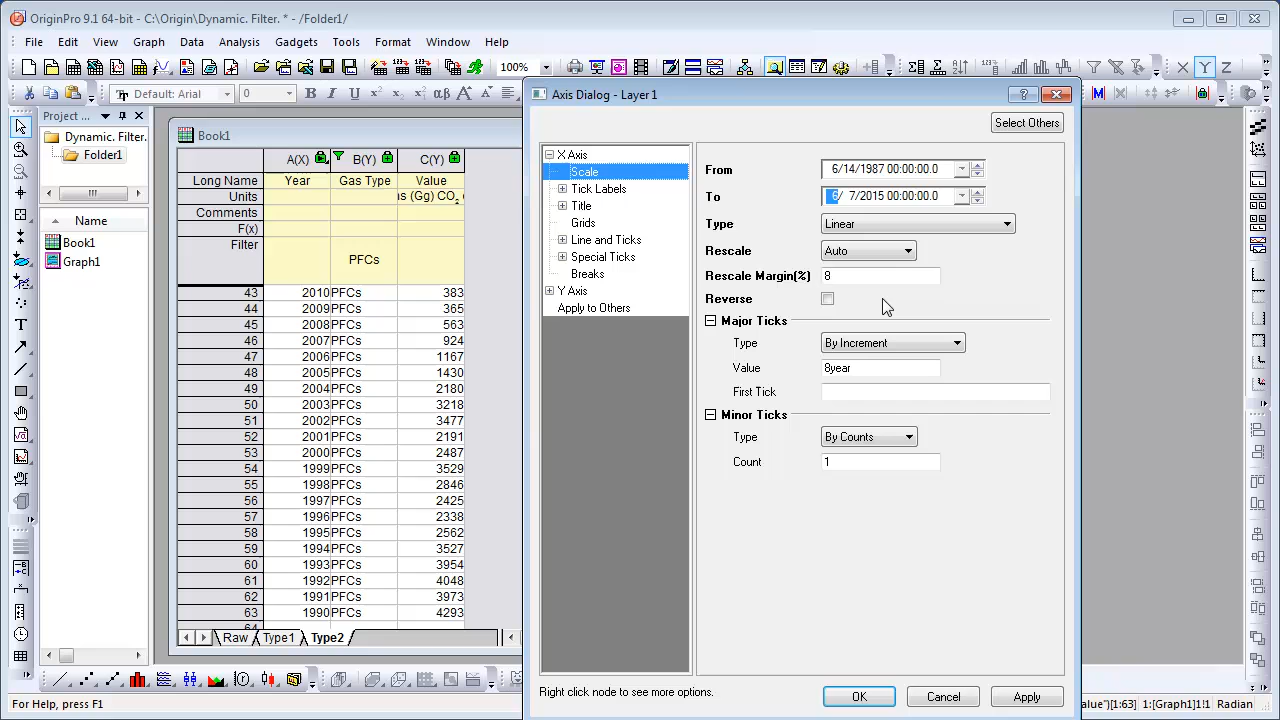 OriginPro 9.1 64-bit - C:\Origin\Dynamic. Filter. * - /Folder1/
File Edit View Graph Data Analysis Gadgets Tools Format Window Help
100%
Default: Arial 0 B I U
Project ...
Dynamic. Filter.
Folder1
Name
Book1
Graph1
Book1
A(X) B(Y) C(Y)
Long Name Year Gas Type Value
Units (Gg) CO2
Comments
F(x)
Filter PFCs
43 2010 PFCs 383
44 2009 PFCs 365
45 2008 PFCs 563
46 2007 PFCs 924
47 2006 PFCs 1167
48 2005 PFCs 1430
49 2004 PFCs 2180
50 2003 PFCs 3218
51 2002 PFCs 3477
52 2001 PFCs 2191
53 2000 PFCs 2487
54 1999 PFCs 3529
55 1998 PFCs 2846
56 1997 PFCs 2425
57 1996 PFCs 2338
58 1995 PFCs 2562
59 1994 PFCs 3527
60 1993 PFCs 3954
61 1992 PFCs 4048
62 1991 PFCs 3973
63 1990 PFCs 4293
Raw Type1 Type2
Axis Dialog - Layer 1
Select Others
X Axis
Scale
Tick Labels
Title
Grids
Line and Ticks
Special Ticks
Breaks
Y Axis
Apply to Others
From 6/14/1987 00:00:00.0
To 6/ 7/2015 00:00:00.0
Type Linear
Rescale Auto
Rescale Margin(%) 8
Reverse
Major Ticks
Type By Increment
Value 8year
First Tick
Minor Ticks
Type By Counts
Count 1
Right click node to see more options.
OK Cancel Apply
X Y Z
M
For Help, press F1
alue")[1:63] 1:[Graph1]1!1 Radian